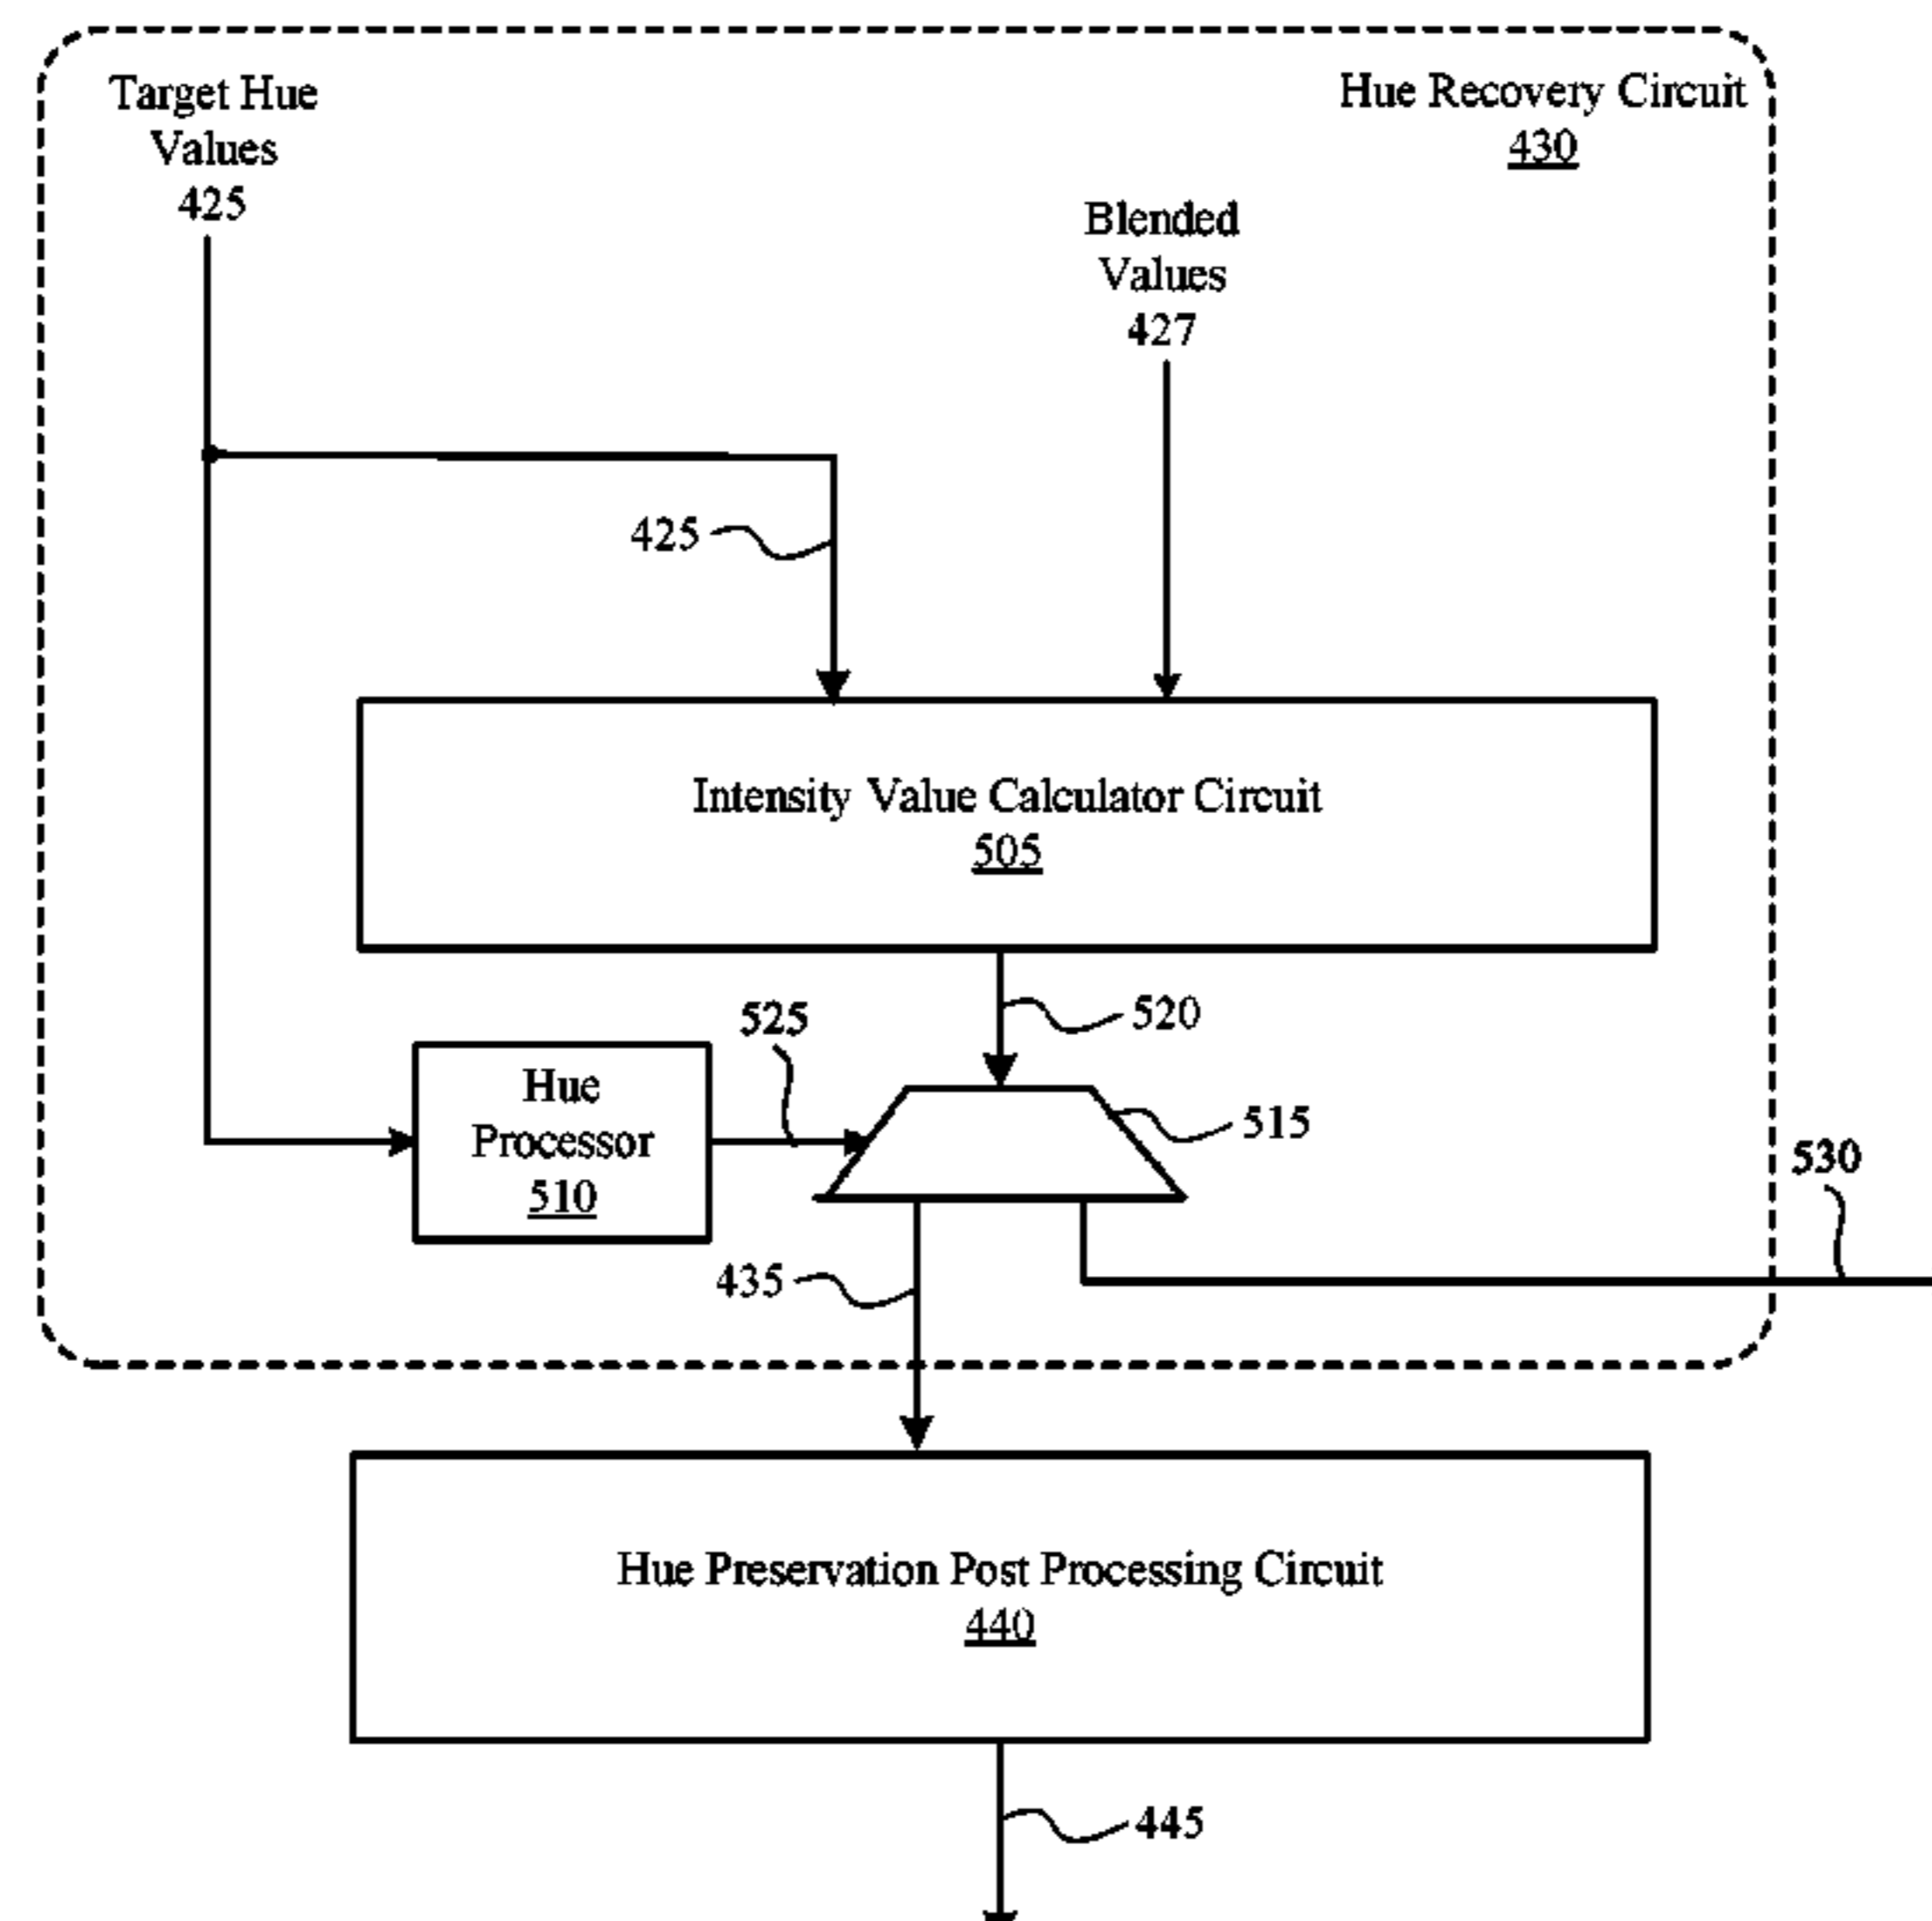 Target Hue
Values
425
Hue Recovery Circuit
430
Blended
Values
427
425
Intensity Value Calculator Circuit
505
520
525
Hue
Processor
510
515
530
435
Hue Preservation Post Processing Circuit
440
445